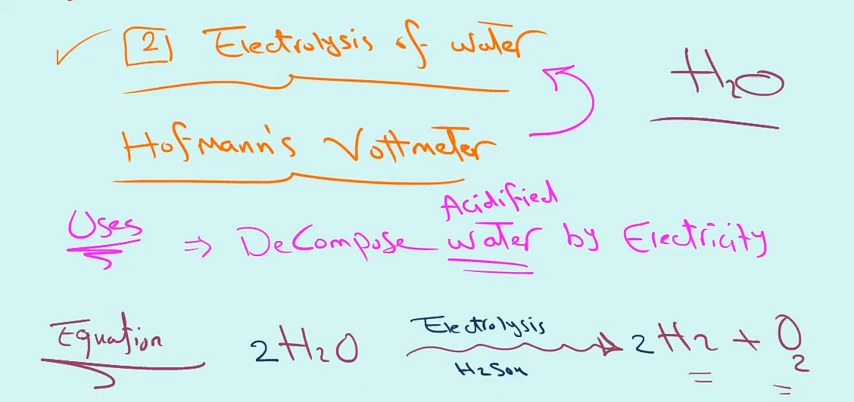 [2] Electrolysis of water
H₂O
Hofmann's Voltmeter
Acidified
Uses ⇒ Decompose water by Electricity
Electrolysis
Equation 2H₂O → 2H₂ + O₂
H₂SO₄